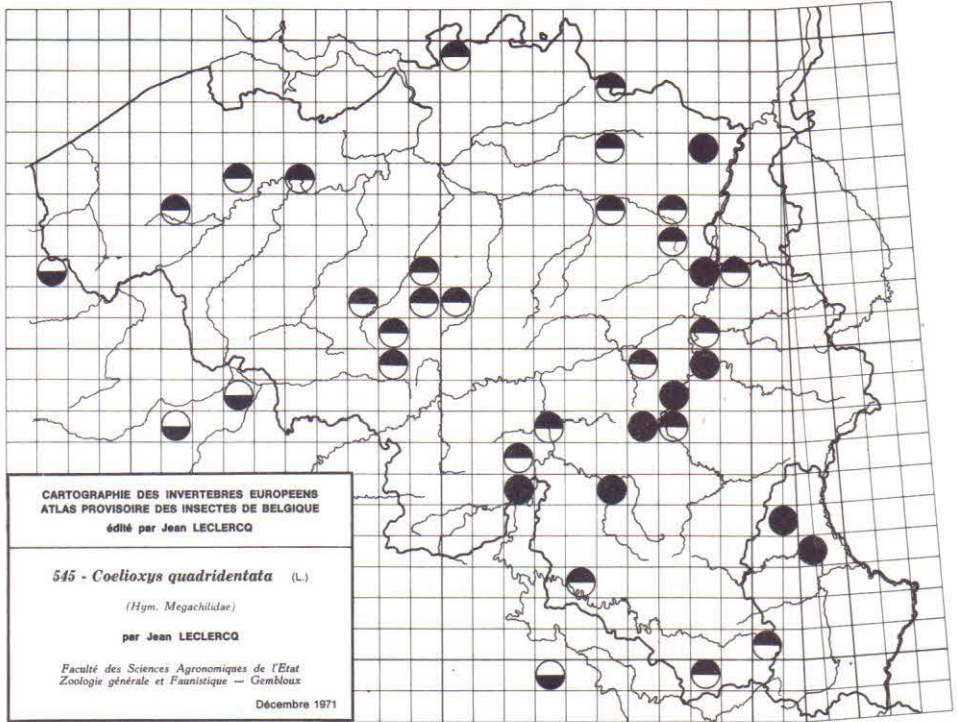 CARTOGRAPHIE DES INVERTEBRES EUROPEENS
ATLAS PROVISOIRE DES INSECTES DE BELGIQUE
édité par Jean LECLERCQ
545 - Coelioxys quadridentata (L.)
(Hym. Megachilidae)
par Jean LECLERCQ
Faculté des Sciences Agronomiques de l'Etat
Zoologie générale et Faunistique — Gembloux
Décembre 1971